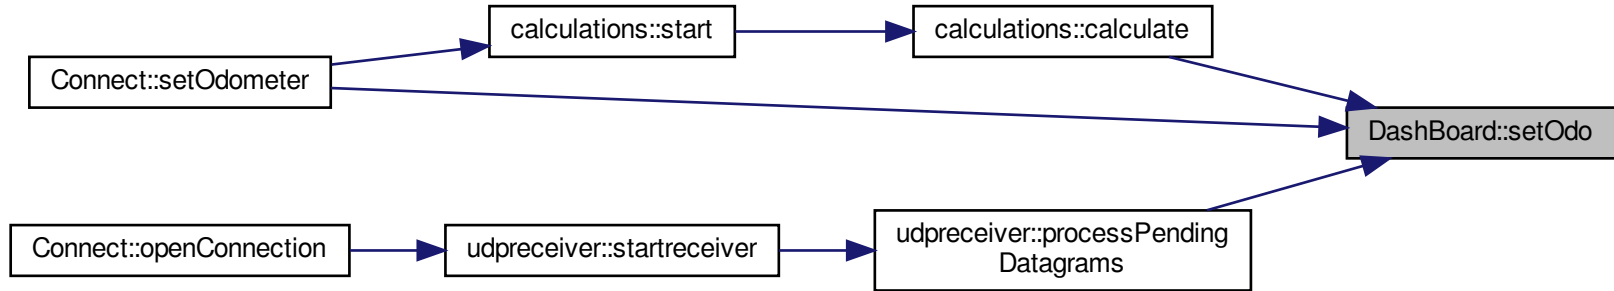 calculations::start
calculations::calculate
Connect::setOdometer
DashBoard::setOdo
Connect::openConnection
udpreceiver::startreceiver
udpreceiver::processPending
Datagrams